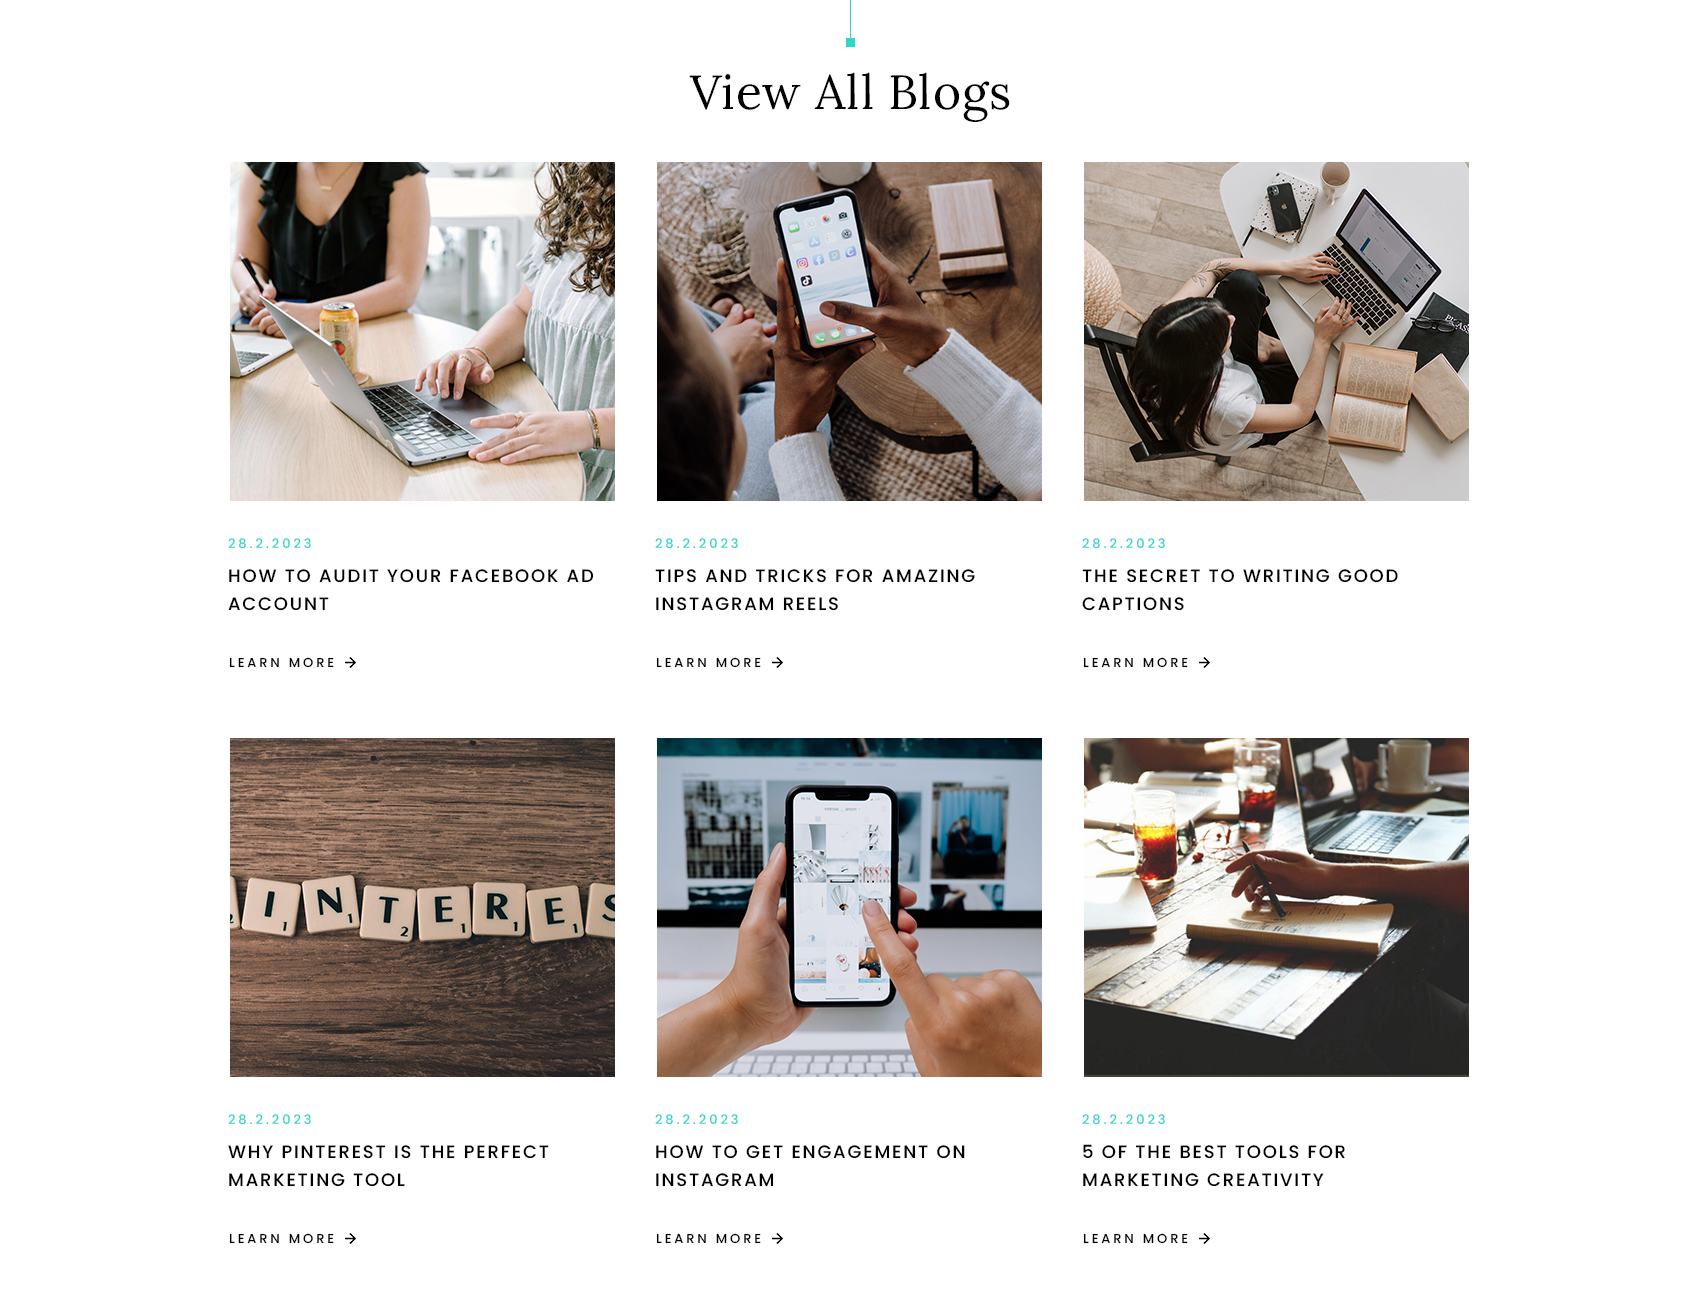 View All Blogs
28.2.2023
HOW TO AUDIT YOUR FACEBOOK AD
ACCOUNT
LEARN MORE →
28.2.2023
TIPS AND TRICKS FOR AMAZING
INSTAGRAM REELS
LEARN MORE →
28.2.2023
THE SECRET TO WRITING GOOD
CAPTIONS
LEARN MORE →
INTERES
28.2.2023
WHY PINTEREST IS THE PERFECT
MARKETING TOOL
LEARN MORE →
28.2.2023
HOW TO GET ENGAGEMENT ON
INSTAGRAM
LEARN MORE →
28.2.2023
5 OF THE BEST TOOLS FOR
MARKETING CREATIVITY
LEARN MORE →